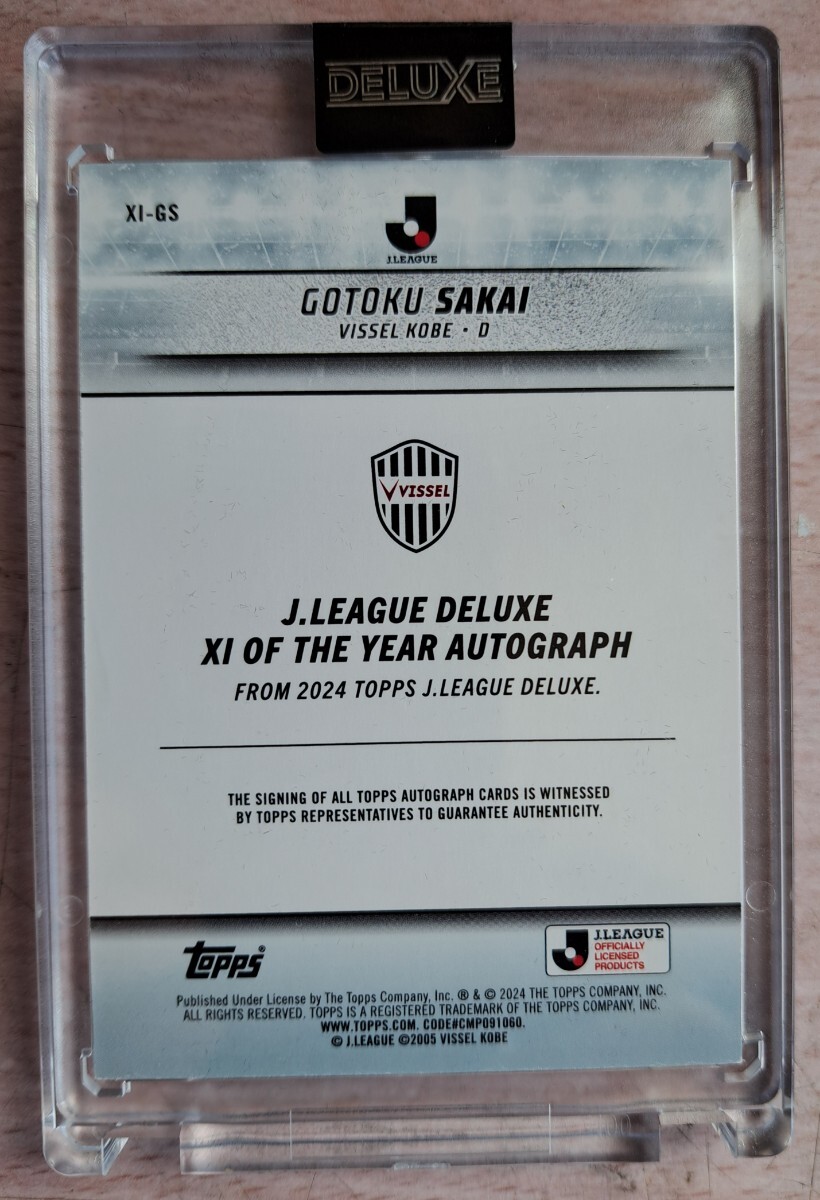 DELUXE
XI-GS
J.LEAGUE
GOTOKU SAKAI
VISSEL KOBE • D
VISSEL
J.LEAGUE DELUXE
XI OF THE YEAR AUTOGRAPH
FROM 2024 TOPPS J.LEAGUE DELUXE.
THE SIGNING OF ALL TOPPS AUTOGRAPH CARDS IS WITNESSED
BY TOPPS REPRESENTATIVES TO GUARANTEE AUTHENTICITY.
topps®
J.LEAGUE
OFFICIALLY
LICENSED
PRODUCTS
Published Under License by The Topps Company, Inc. ® & © 2024 THE TOPPS COMPANY, INC.
ALL RIGHTS RESERVED. TOPPS IS A REGISTERED TRADEMARK OF THE TOPPS COMPANY, INC.
WWW.TOPPS.COM. CODE#CMP091060.
© J.LEAGUE ©2005 VISSEL KOBE